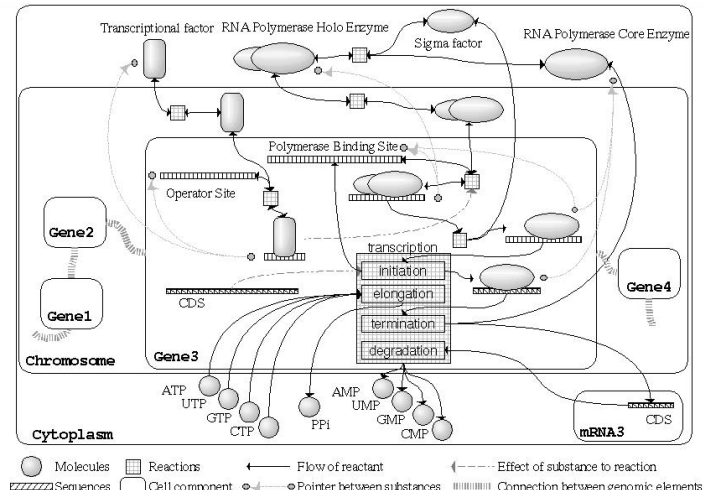 Transcriptional factor
RNA Polymerase Holo Enzyme
Sigma factor
RNA Polymerase Core Enzyme
Polymerase Binding Site
Operator Site
Gene2
transcription
initiation
Gene4
CDS
elongation
Gene1
termination
Chromosome
Gene3
degradation
ATP
UTP
GTP
CTP
PPi
AMP
UMP
GMP
CMP
CDS
Cytoplasm
mRNA3
Molecules
Reactions
Flow of reactant
Effect of substance to reaction
Sequences
Cell component
Pointer between substances
Connection between genomic elements